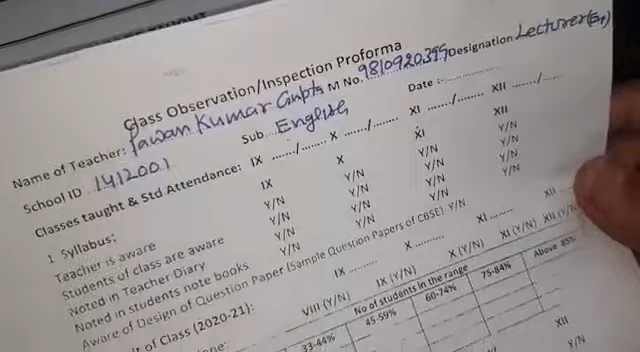 Class Observation/Inspection Proforma
Name of Teacher: Pawan Kumar Gupta M No. 9810920399 Designation: Lecturer (En)
School ID 1412001 Sub English Date :-
Classes taught & Std Attendance: IX ....../...... X ....../...... XI ....../...... XII ....../......
IX X XI XII
1 Syllabus:
Teacher is aware Y/N Y/N Y/N Y/N
Students of class are aware Y/N Y/N Y/N Y/N
Noted in Teacher Diary Y/N Y/N Y/N Y/N
Noted in students note books Y/N Y/N Y/N Y/N
Aware of Design of Question Paper (Sample Question Papers of CBSE) Y/N
lt of Class (2020-21): IX .......... X .......... XI ........ XII ......
VIII (Y/N) IX (Y/N) X (Y/N) XI (Y/N) XII (Y/
No of students in the range
33-44% 45-59% 60-74% 75-84% Above 85%
XII
Y/N